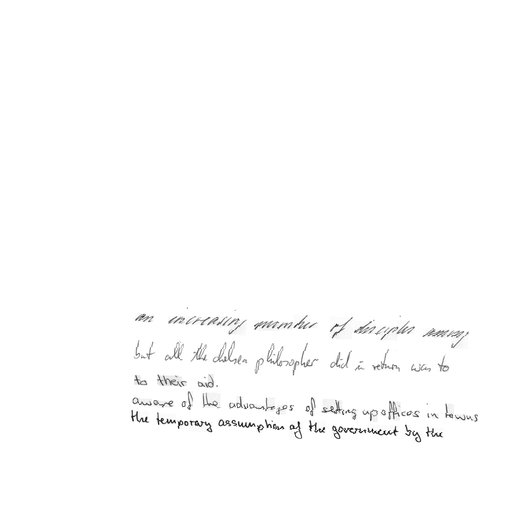 an increasing number of disciples among
but all the chelsea philosopher did in return was to
to their aid.
aware of the advantages of setting up offices in towns
the temporary assumption of the government by the